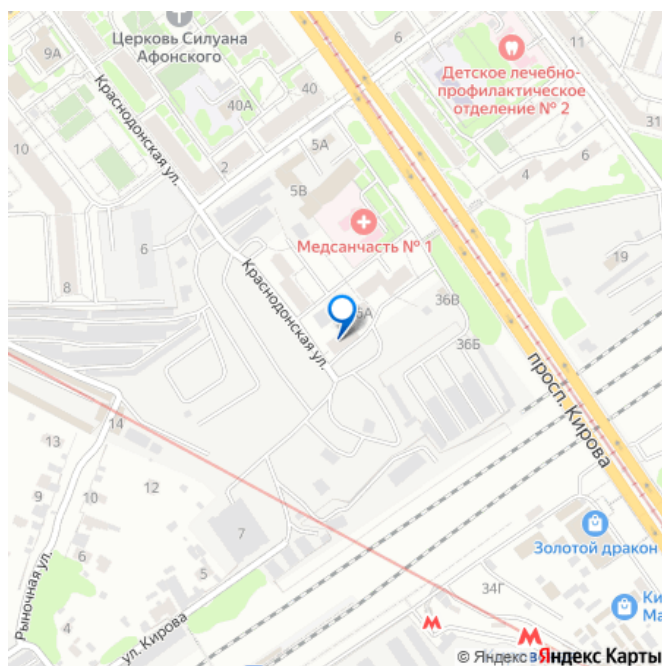 9А
Церковь Силуана
Афонского
6
11
40
40А
Детское лечебно-
профилактическое
отделение № 2
Краснодонская ул.
10
2
5А
31
5В
4
6
6
Медсанчасть № 1
19
8
Краснодонская ул.
5А
36В
36Б
просп. Кирова
14
13
12
9
10
7
Золотой дракон
Рыночная ул.
6
5
34Г
Ки
Ма
4
ул. Кирова
© Яндекс
Яндекс Карты